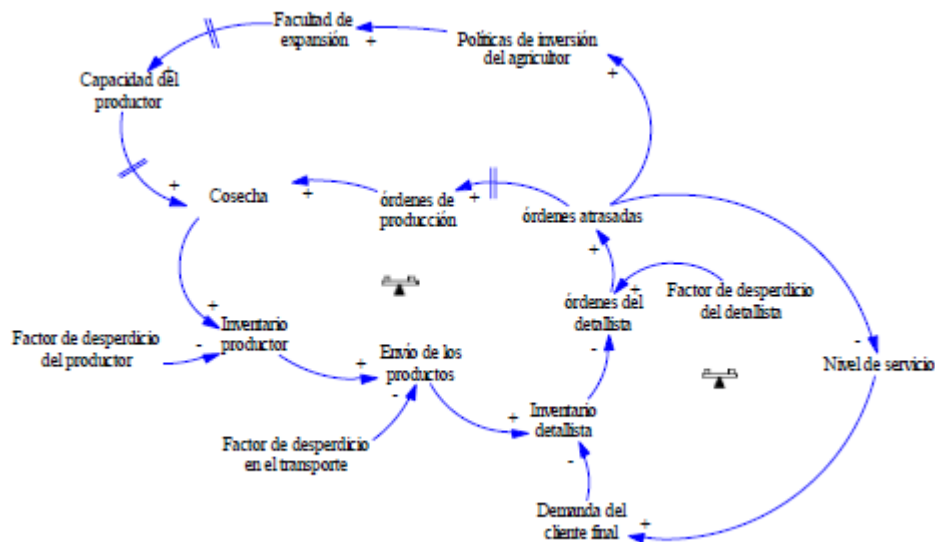 Facultad de
expansión
+
Políticas de inversión
del agricultor
+
Capacidad del
productor
+
+
Cosecha
+
órdenes de
producción
+
órdenes atrasadas
+
órdenes del
detallista
+
Factor de desperdicio
del detallista
Factor de desperdicio
del productor
-
+
Inventario
productor
+
Envío de los
productos
-
-
Nivel de servicio
-
+
Inventario
detallista
-
Factor de desperdicio
en el transporte
Demanda del
cliente final
+